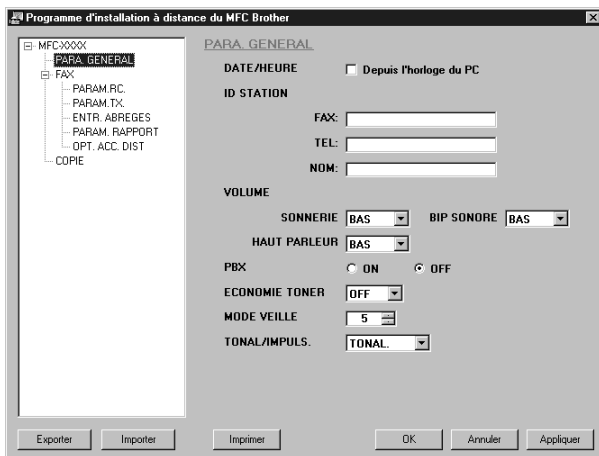 Programme d'installation à distance du MFC Brother
MFC-XXXX
PARA. GENERAL
FAX
PARAM.RC.
PARAM.TX.
ENTR. ABREGES
PARAM. RAPPORT
OPT. ACC. DIST
COPIE
PARA. GENERAL
DATE/HEURE Depuis l'horloge du PC
ID STATION
FAX:
TEL:
NOM:
VOLUME
SONNERIE BAS BIP SONORE BAS
HAUT PARLEUR BAS
PBX ON OFF
ECONOMIE TONER OFF
MODE VEILLE 5
TONAL/IMPULS. TONAL.
Exporter Importer Imprimer OK Annuler Appliquer